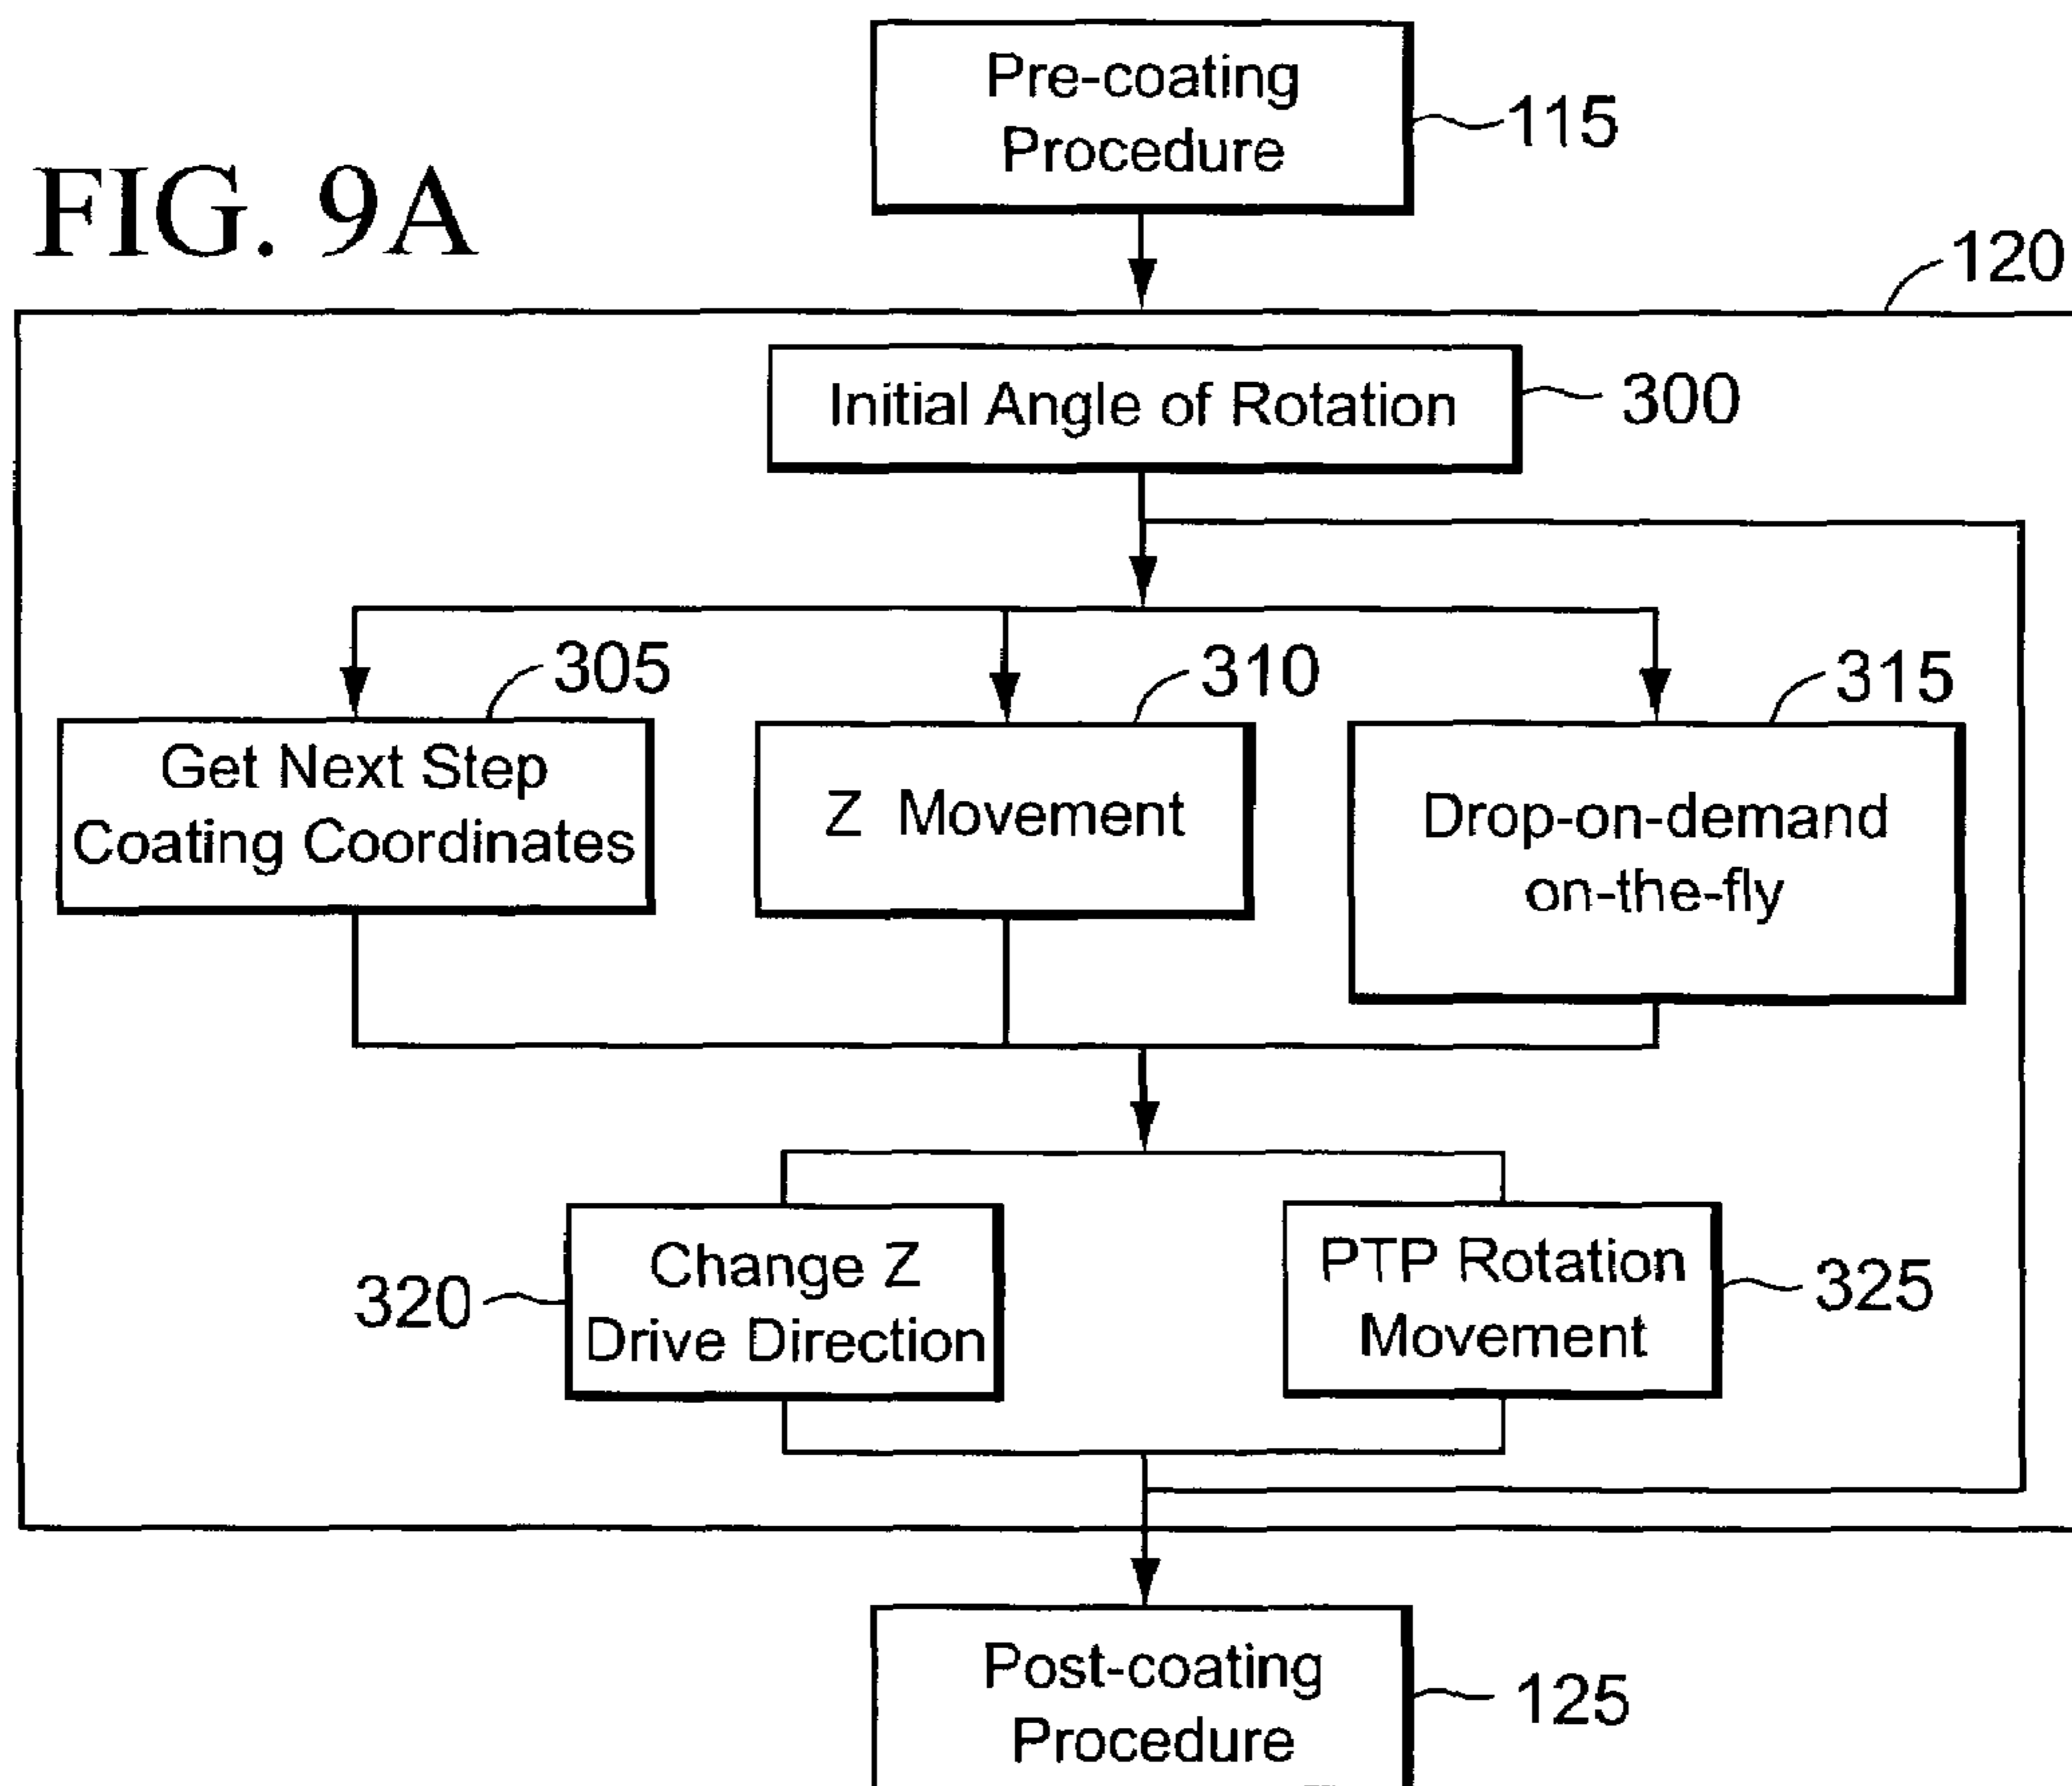 Pre-coating
Procedure
115
FIG. 9A
120
Initial Angle of Rotation
300
305
310
315
Get Next Step
Coating Coordinates
Z Movement
Drop-on-demand
on-the-fly
320
Change Z
Drive Direction
PTP Rotation
Movement
325
Post-coating
Procedure
125